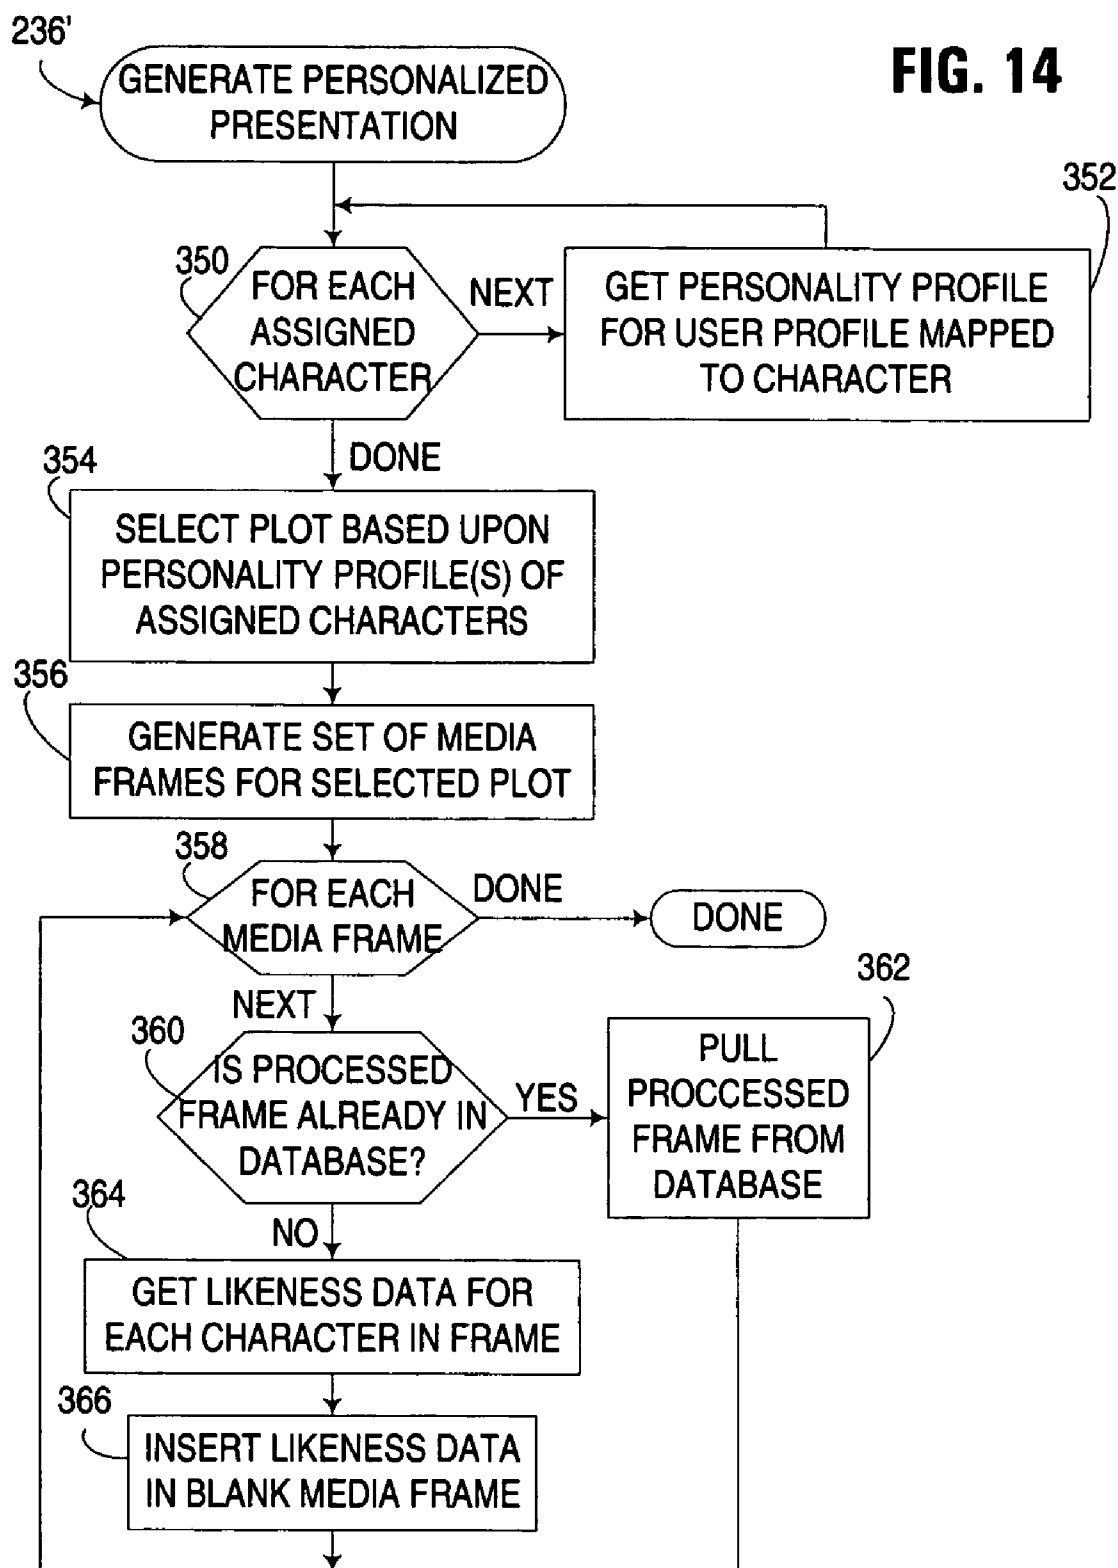 236'
GENERATE PERSONALIZED
PRESENTATION
FIG. 14
352
350
FOR EACH
ASSIGNED
CHARACTER
NEXT
GET PERSONALITY PROFILE
FOR USER PROFILE MAPPED
TO CHARACTER
DONE
354
SELECT PLOT BASED UPON
PERSONALITY PROFILE(S) OF
ASSIGNED CHARACTERS
356
GENERATE SET OF MEDIA
FRAMES FOR SELECTED PLOT
358
FOR EACH
MEDIA FRAME
DONE
DONE
NEXT
362
360
IS PROCESSED
FRAME ALREADY IN
DATABASE?
YES
PULL
PROCCESSED
FRAME FROM
DATABASE
364
NO
GET LIKENESS DATA FOR
EACH CHARACTER IN FRAME
366
INSERT LIKENESS DATA
IN BLANK MEDIA FRAME